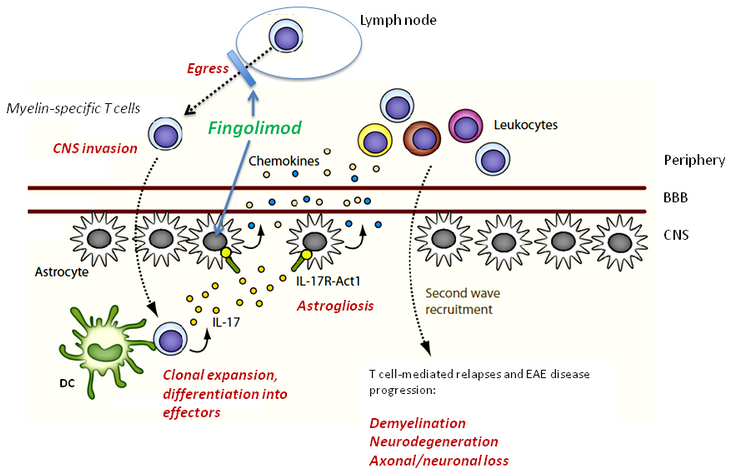 Lymph node
Egress
Myelin-specific T cells
Fingolimod
CNS invasion
Chemokines
Leukocytes
Periphery
BBB
CNS
Astrocyte
IL-17R-Act1
Astrogliosis
IL-17
Second wave
recruitment
DC
Clonal expansion,
differentiation into
effectors
T cell-mediated relapses and EAE disease
progression:
Demyelination
Neurodegeneration
Axonal/neuronal loss